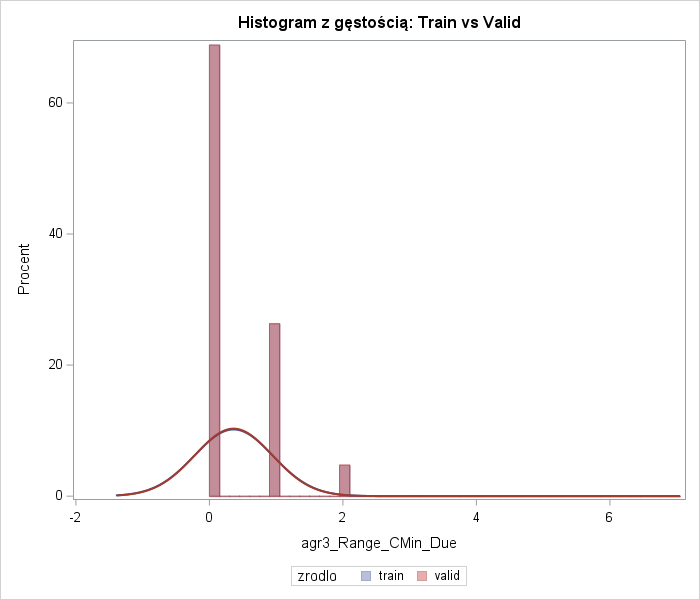 Histogram z gęstością: Train vs Valid
Procent
60
40
20
0
-2 0 2 4 6
agr3_Range_CMin_Due
zrodlo train valid